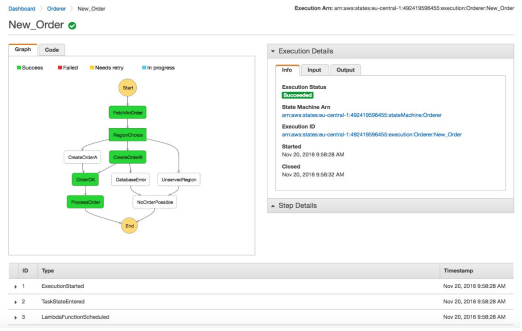 Dashboard > Orderer > New_Order
Execution Arn: arn:aws:states:eu-central-1:492419598455:execution:Orderer:New_Order
New_Order
Graph Code
Success Failed Needs retry In progress
Start
FetchforOrder
RegionChoice
CreateOrderA CreateOrderB
OrderOK DatabaseError UnservedRegion
ProcessOrder NoOrderPossible
End
Execution Details
Info Input Output
Execution Status
Succeeded
State Machine Arn
arn:aws:states:eu-central-1:492419598455:stateMachine:Orderer
Execution ID
arn:aws:states:eu-central-1:492419598455:execution:Orderer:New_Order
Started
Nov 20, 2016 9:58:28 AM
Closed
Nov 20, 2016 9:58:32 AM
Step Details
ID Type Timestamp
1 ExecutionStarted Nov 20, 2016 9:58:28 AM
2 TaskStateEntered Nov 20, 2016 9:58:28 AM
3 LambdaFunctionScheduled Nov 20, 2016 9:58:28 AM